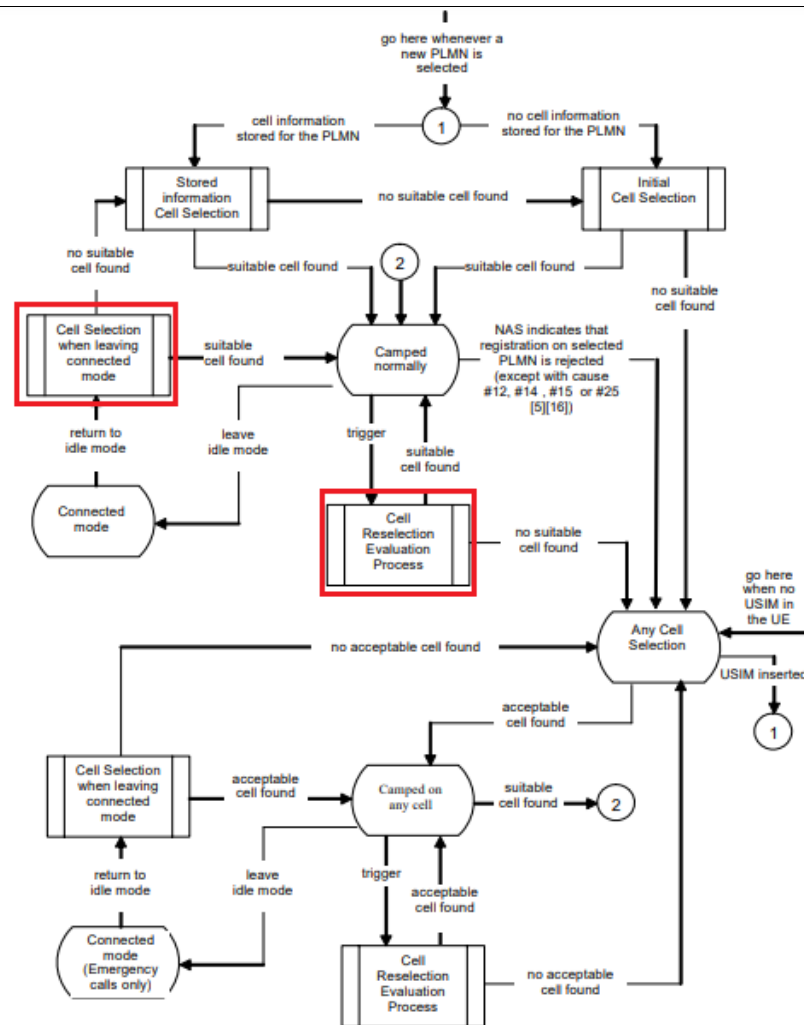 go here whenever a
new PLMN is
selected
1
cell information
stored for the PLMN
no cell information
stored for the PLMN
Stored
information
Cell Selection
no suitable cell found
Initial
Cell Selection
no suitable
cell found
suitable cell found
2
suitable cell found
no suitable
cell found
Cell Selection
when leaving
connected
mode
suitable
cell found
Camped
normally
NAS indicates that
registration on selected
PLMN is rejected
(except with cause
#12, #14 , #15 or #25
[5][16])
return to
idle mode
leave
idle mode
trigger
suitable
cell found
Connected
mode
Cell
Reselection
Evaluation
Process
no suitable
cell found
go here
when no
USIM in
the UE
Any Cell
Selection
no acceptable cell found
USIM inserted
1
acceptable
cell found
Cell Selection
when leaving
connected
mode
acceptable
cell found
Camped on
any cell
suitable
cell found
2
return to
idle mode
leave
idle mode
trigger
acceptable
cell found
Connected
mode
(Emergency
calls only)
Cell
Reselection
Evaluation
Process
no acceptable
cell found